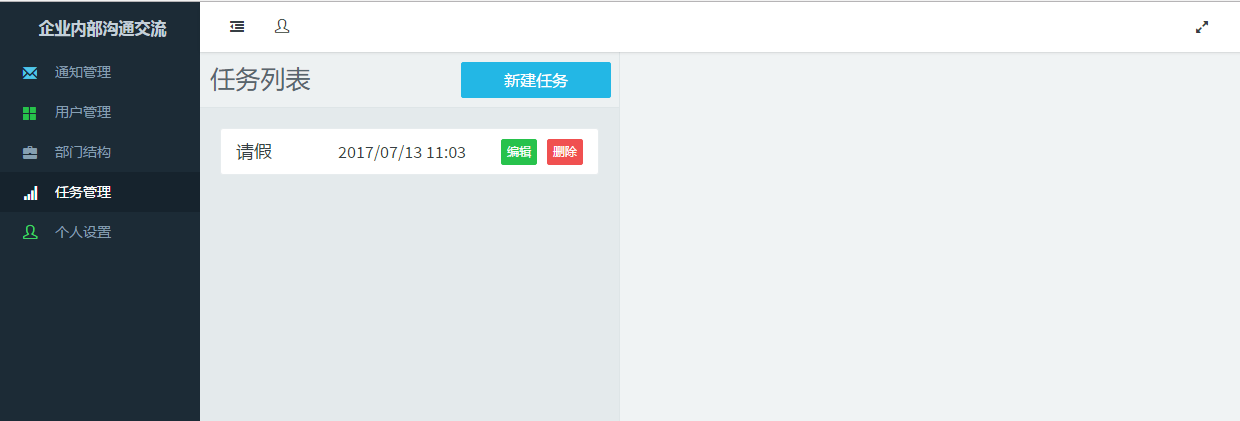 企业内部沟通交流
通知管理
用户管理
部门结构
任务管理
个人设置
任务列表
新建任务
请假 2017/07/13 11:03 编辑 删除